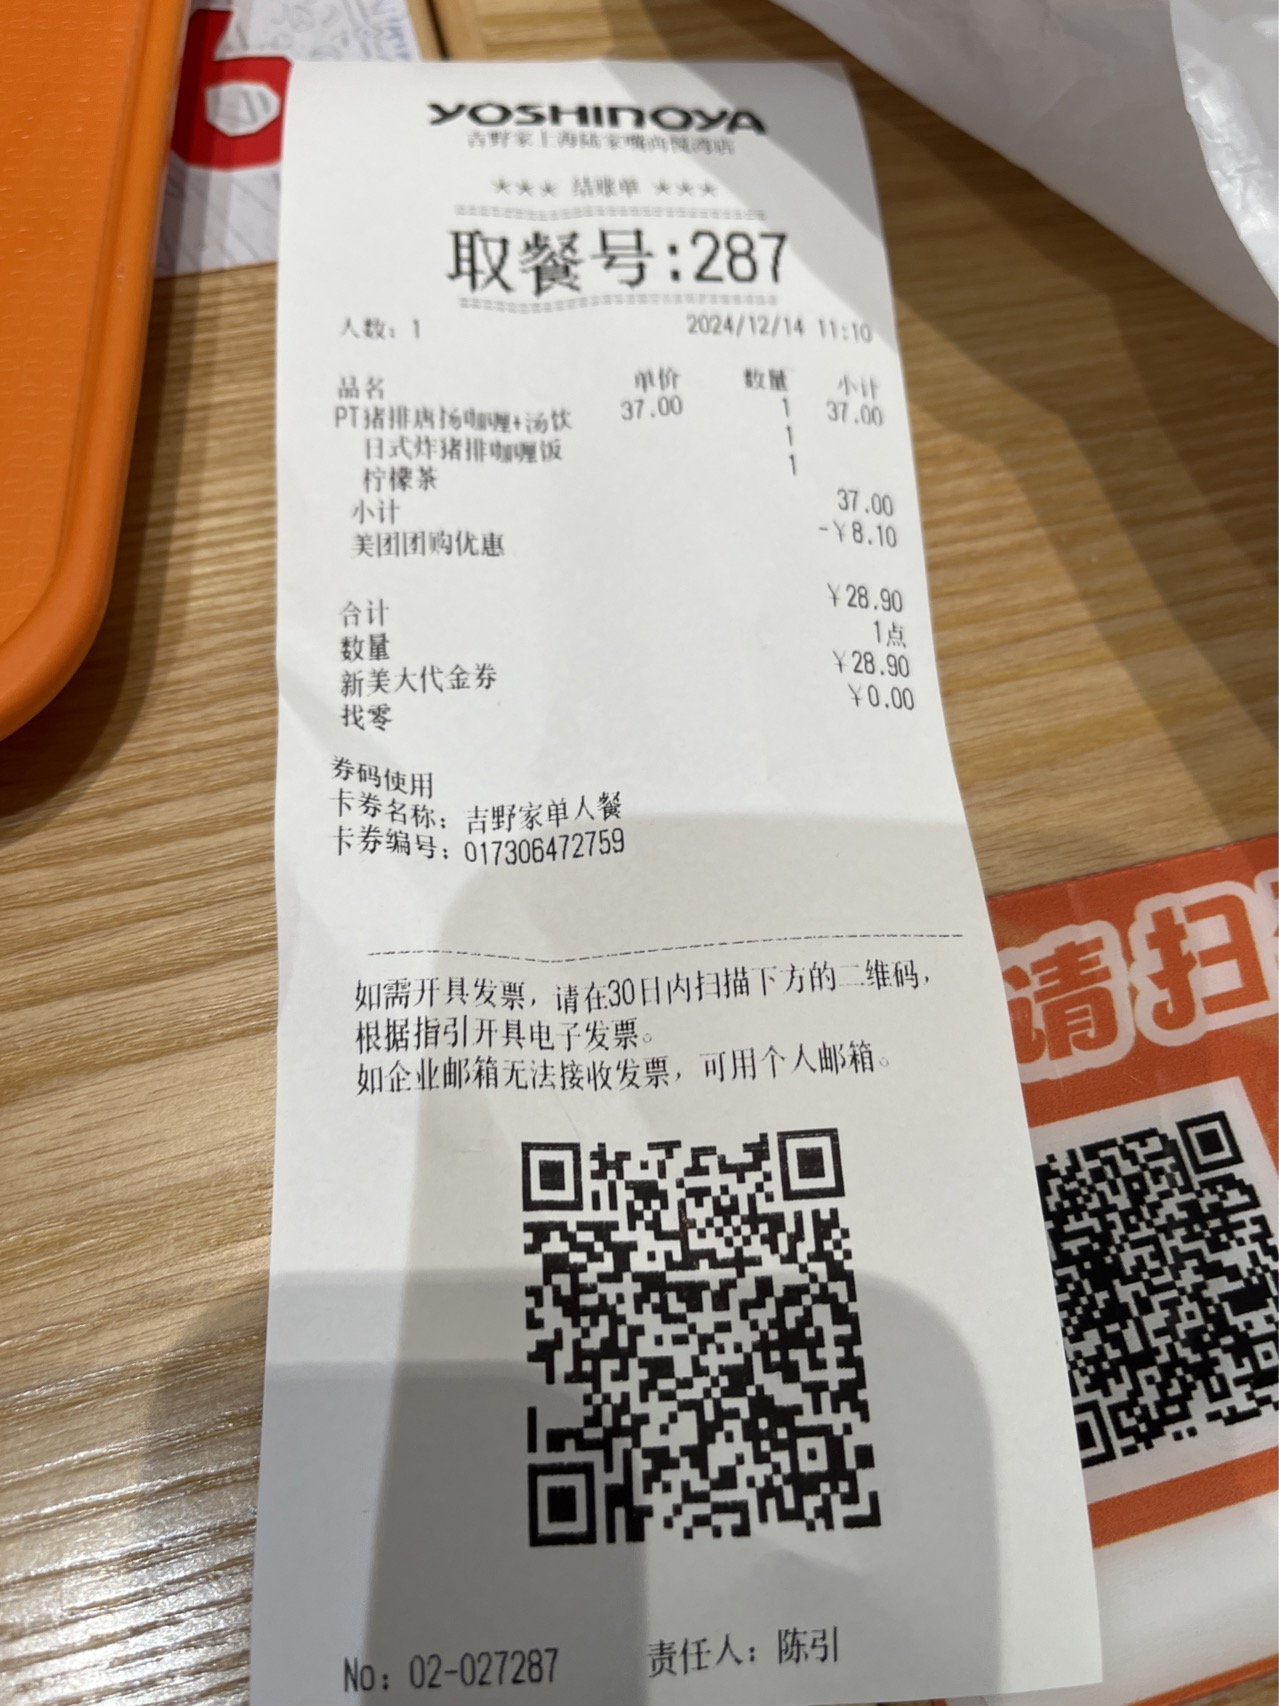 YOSHINOYA
吉野家上海陆家嘴商城湾店
*** 结账单 ***
取餐号:287
人数: 1 2024/12/14 11:10
品名 单价 数量 小计
PT猪排唐扬咖喱+汤饮 37.00 1 37.00
日式炸猪排咖喱饭 1
柠檬茶 1
小计 37.00
美团团购优惠 -¥8.10
合计 ¥28.90
数量 1点
新美大代金券 ¥28.90
找零 ¥0.00
券码使用
卡券名称: 吉野家单人餐
卡券编号: 017306472759
如需开具发票, 请在30日内扫描下方的二维码,
根据指引开具电子发票。
如企业邮箱无法接收发票, 可用个人邮箱。
No: 02-027287 责任人: 陈引
请扫